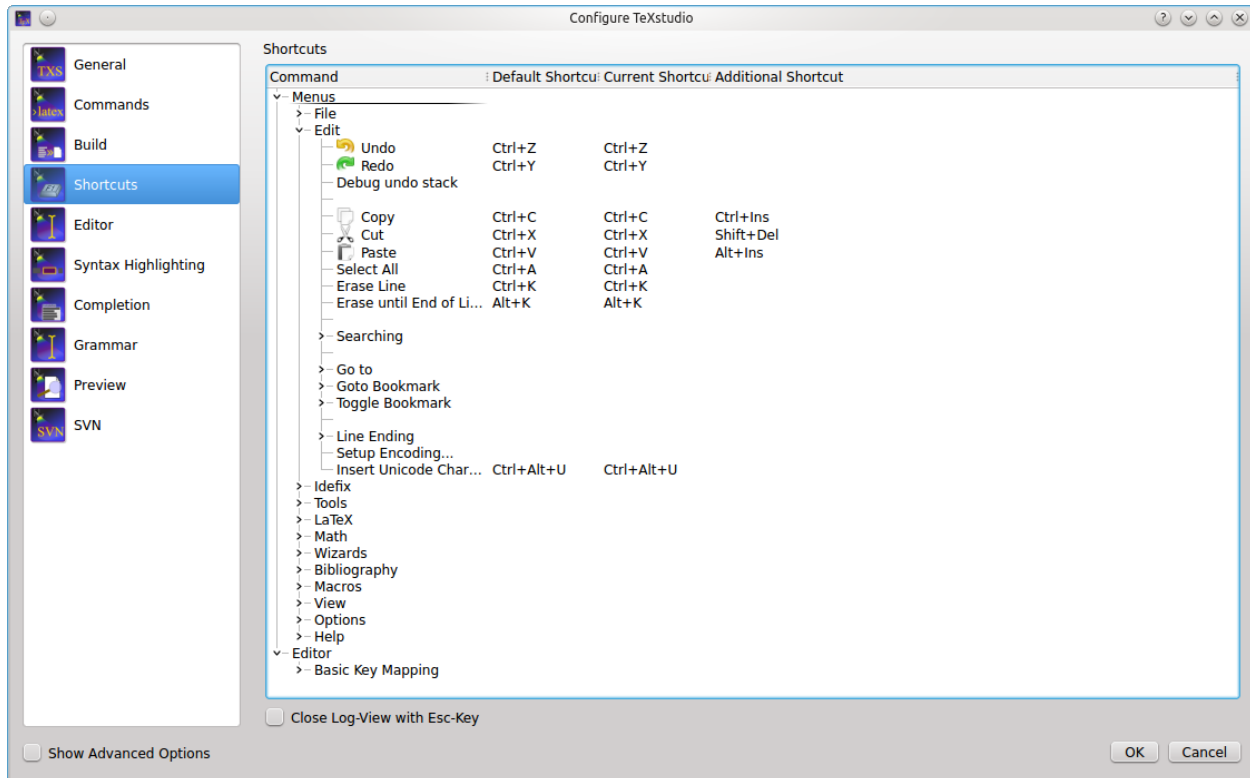 Configure TeXstudio
TXS General
>latex Commands
Build
Shortcuts
Editor
Syntax Highlighting
Completion
Grammar
Preview
SVN SVN
Shortcuts
Command Default Shortcu Current Shortcu Additional Shortcut
Menus
File
Edit
Undo Ctrl+Z Ctrl+Z
Redo Ctrl+Y Ctrl+Y
Debug undo stack
Copy Ctrl+C Ctrl+C Ctrl+Ins
Cut Ctrl+X Ctrl+X Shift+Del
Paste Ctrl+V Ctrl+V Alt+Ins
Select All Ctrl+A Ctrl+A
Erase Line Ctrl+K Ctrl+K
Erase until End of Li... Alt+K Alt+K
Searching
Go to
Goto Bookmark
Toggle Bookmark
Line Ending
Setup Encoding...
Insert Unicode Char... Ctrl+Alt+U Ctrl+Alt+U
Idefix
Tools
LaTeX
Math
Wizards
Bibliography
Macros
View
Options
Help
Editor
Basic Key Mapping
Close Log-View with Esc-Key
Show Advanced Options
OK Cancel